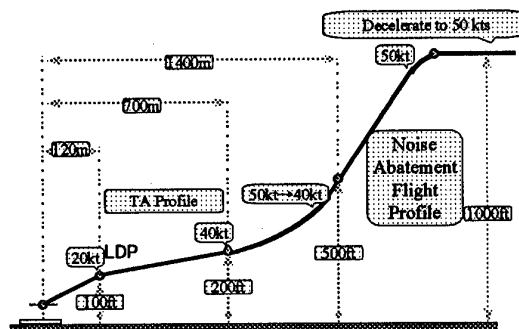 Decelerate to 50 kts
50kt
1400m
700m
120m
Noise
Abatement
Flight
Profile
TA Profile
50kt→40kt
1000ft
40kt
20kt
LDP
500ft
200ft
100ft